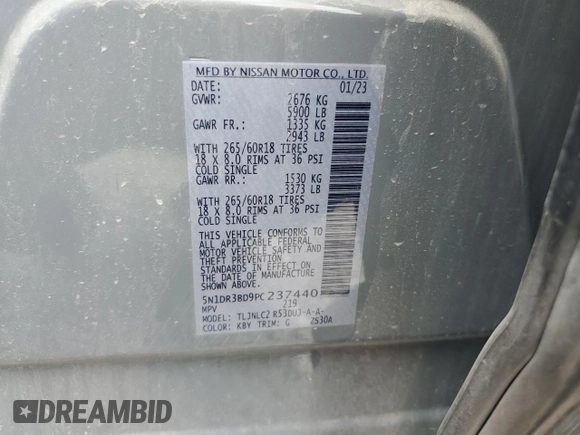 MFD BY NISSAN MOTOR CO., LTD.
DATE: 01/23
GVWR: 2676 KG
5900 LB
GAWR FR.: 1335 KG
2943 LB
WITH 265/60R18 TIRES
18 X 8.0 RIMS AT 36 PSI
COLD SINGLE
GAWR RR.: 1530 KG
3373 LB
WITH 265/60R18 TIRES
18 X 8.0 RIMS AT 36 PSI
COLD SINGLE
THIS VEHICLE CONFORMS TO
ALL APPLICABLE FEDERAL
MOTOR VEHICLE SAFETY AND
THEFT PREVENTION
STANDARDS IN EFFECT ON
THE DATE OF MANUFACTURE
SHOWN ABOVE.
5N1DR3BD9PC237440
MPV 219
MODEL: TLJNLC2 R53DUJ-A-A-
COLOR: KBY TRIM: G 2S30A
DREAMBID